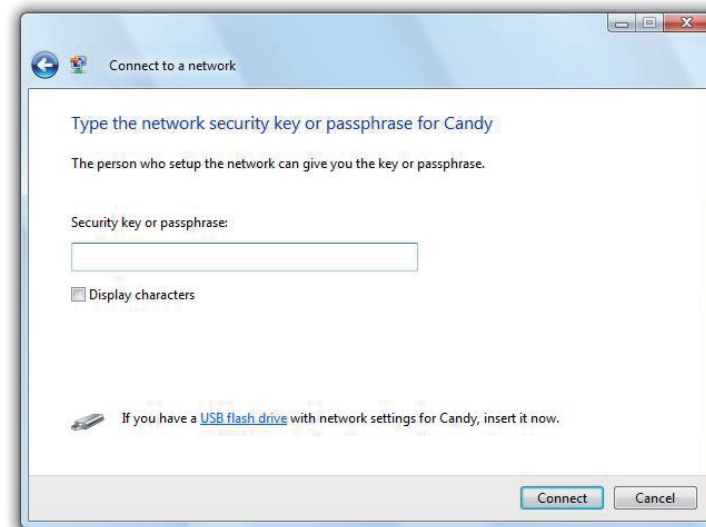 Connect to a network
Type the network security key or passphrase for Candy
The person who setup the network can give you the key or passphrase.
Security key or passphrase:
Display characters
If you have a USB flash drive with network settings for Candy, insert it now.
Connect Cancel